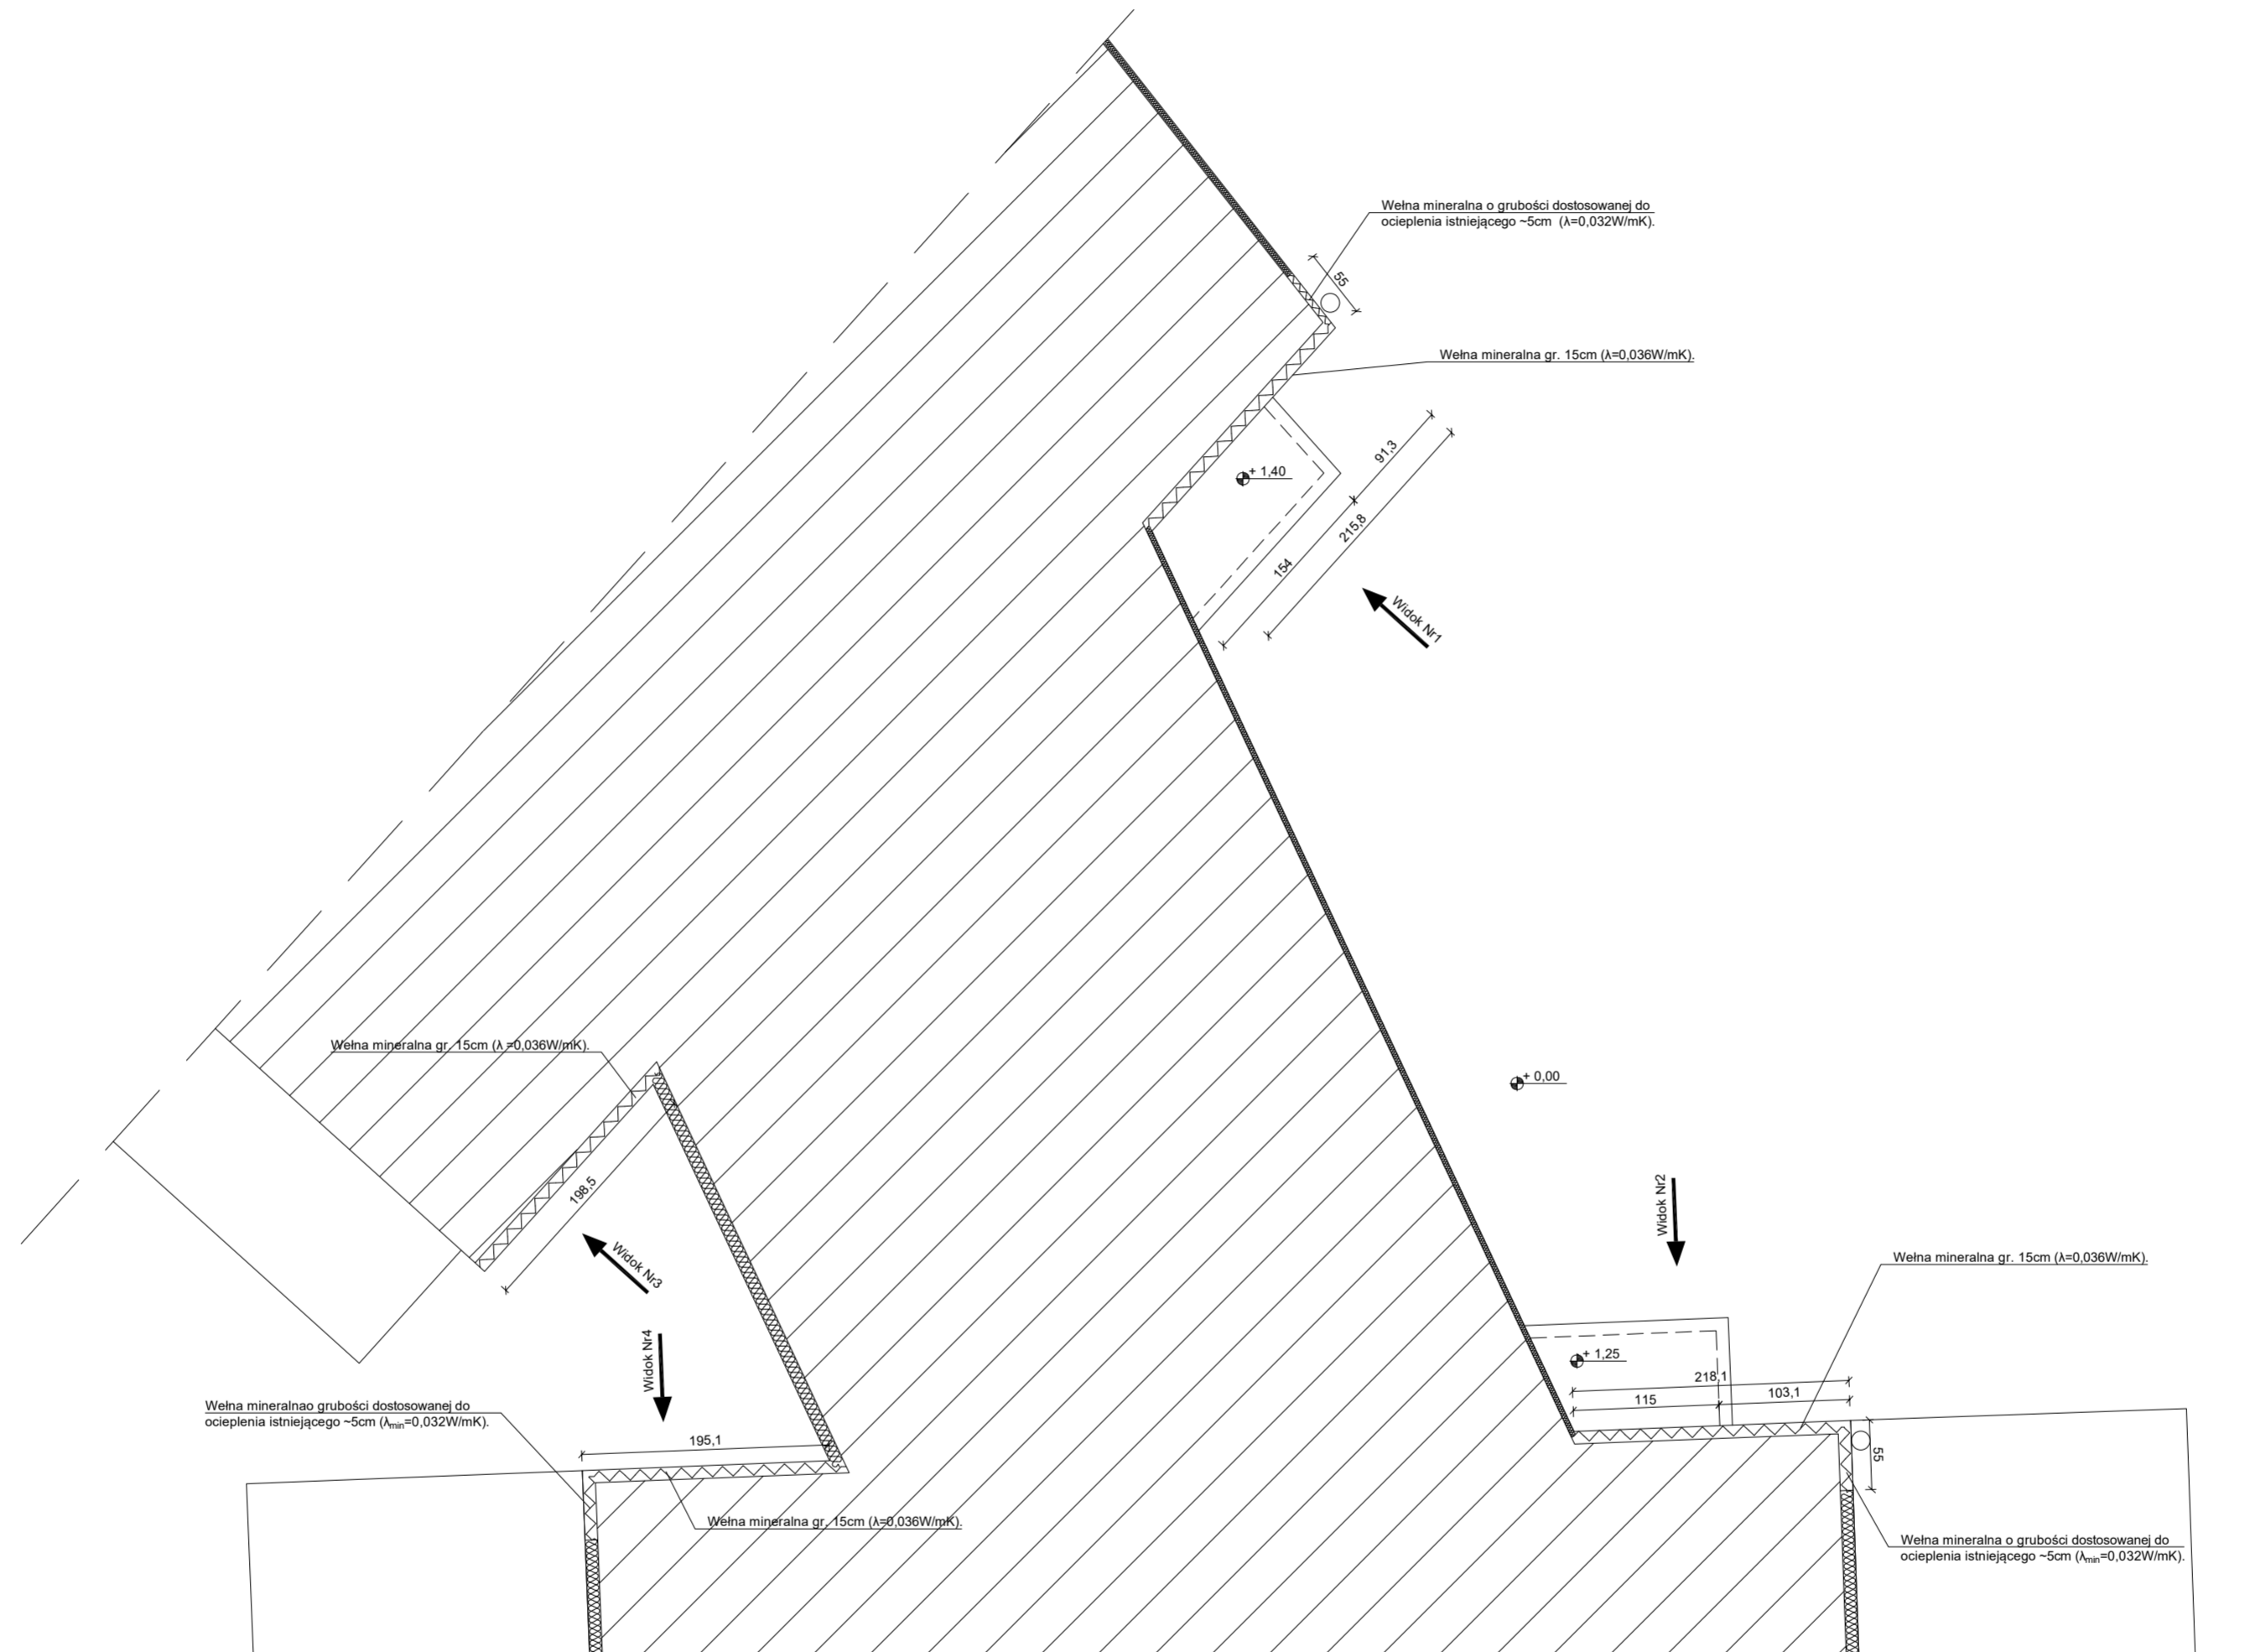 Wełna mineralna o grubości dostosowanej do
ocieplenia istniejącego ~5cm (λ=0,032W/mK).
55
Wełna mineralna gr. 15cm (λ=0,036W/mK).
91,3
+ 1,40
215,8
154
Widok Nr1
Wełna mineralna gr. 15cm (λ =0,036W/mK).
+ 0,00
198,5
Widok Nr2
Widok Nr3
Wełna mineralna gr. 15cm (λ=0,036W/mK).
Widok Nr4
+ 1,25
218,1
115
103,1
Wełna mineralnao grubości dostosowanej do
ocieplenia istniejącego ~5cm (λmin=0,032W/mK).
195,1
55
Wełna mineralna gr. 15cm (λ=0,036W/mK).
Wełna mineralna o grubości dostosowanej do
ocieplenia istniejącego ~5cm (λmin=0,032W/mK).